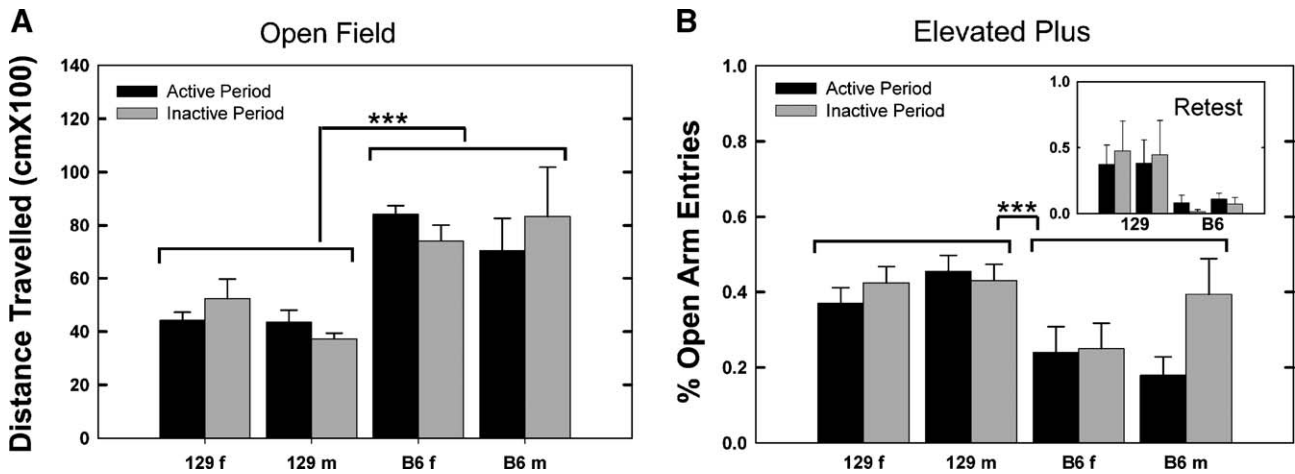 A
Open Field
Distance Travelled (cmX100)
140
120
100
80
60
40
20
0
Active Period
Inactive Period
***
129 f
129 m
B6 f
B6 m
B
Elevated Plus
% Open Arm Entries
1.0
0.8
0.6
0.4
0.2
0.0
Active Period
Inactive Period
***
1.0
0.5
0.0
Retest
129
B6
129 f
129 m
B6 f
B6 m